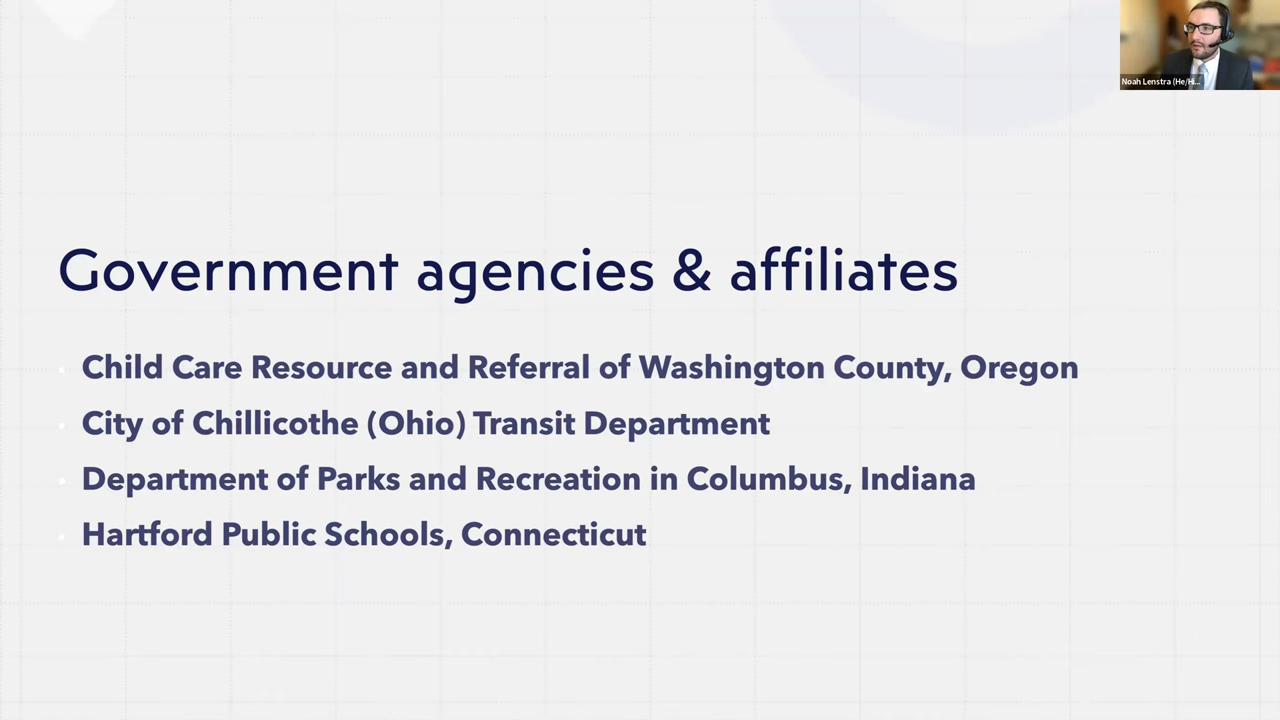 Noah Lenstra (He/Hi...
Government agencies & affiliates
Child Care Resource and Referral of Washington County, Oregon
City of Chillicothe (Ohio) Transit Department
Department of Parks and Recreation in Columbus, Indiana
Hartford Public Schools, Connecticut